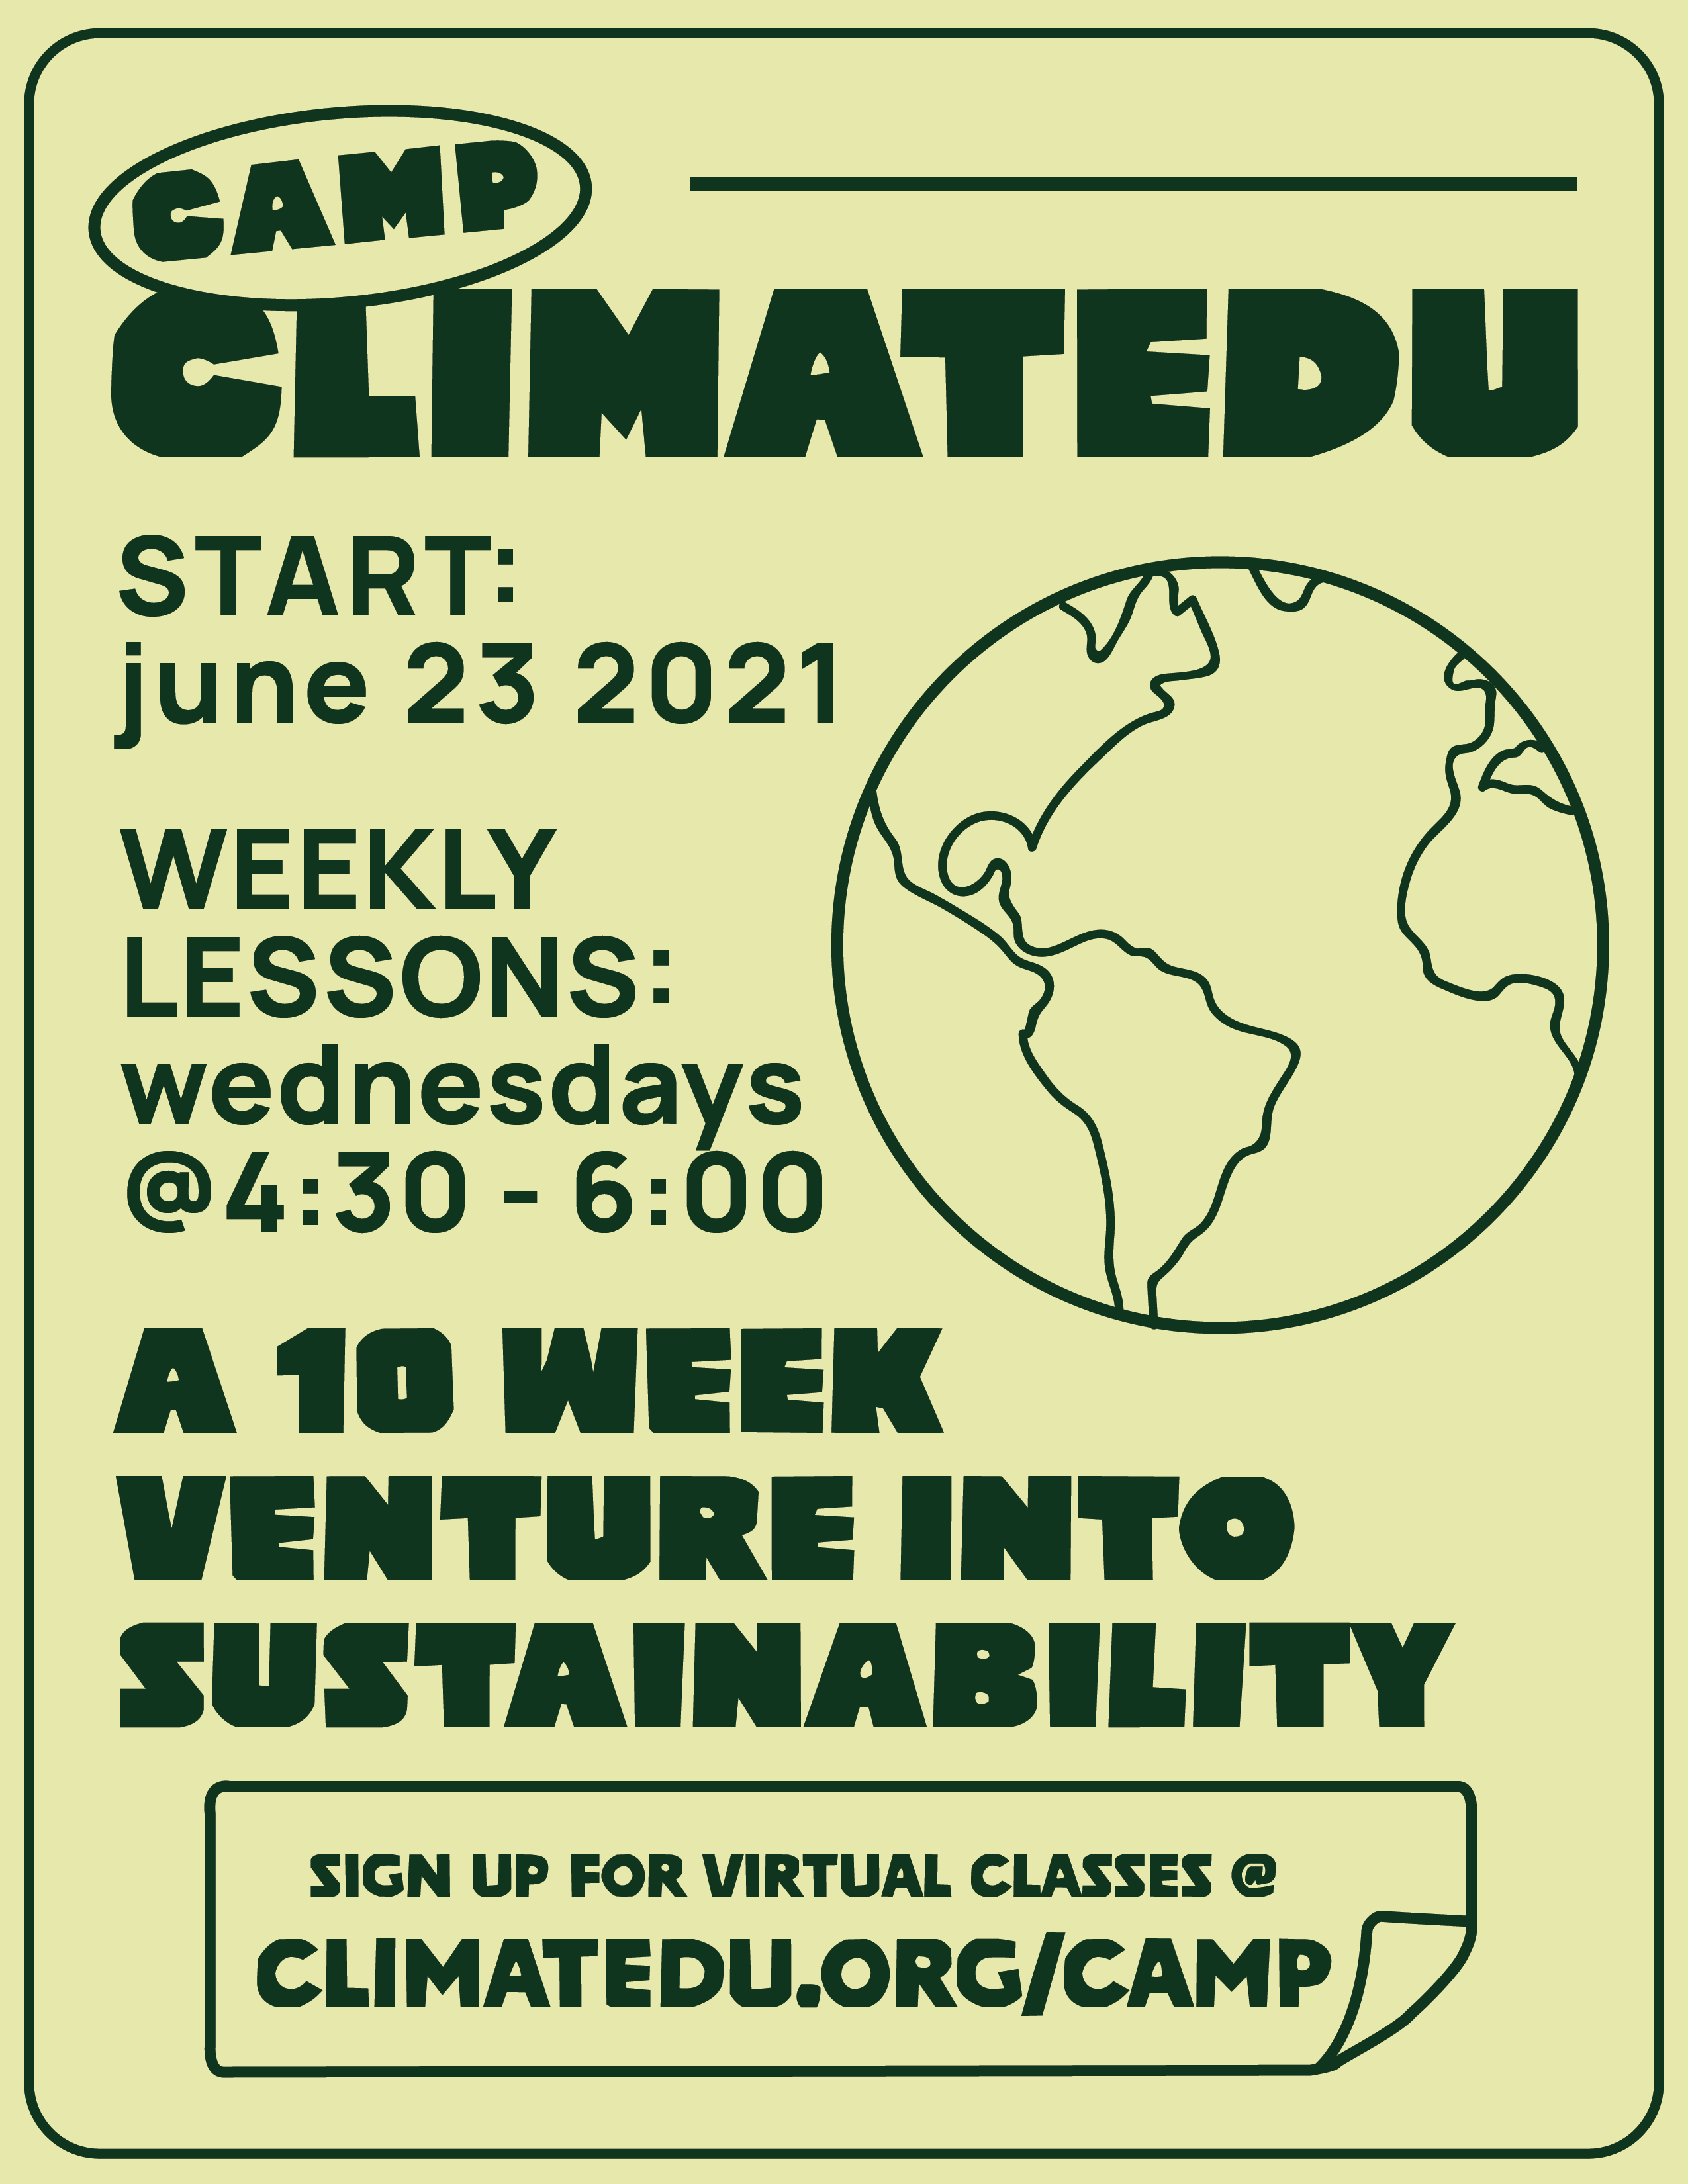 CAMP
CLIMATEDU
START:
june 23 2021
WEEKLY
LESSONS:
wednesdays
@4:30 - 6:00
A 10 WEEK
VENTURE INTO
SUSTAINABILITY
SIGN UP FOR VIRTUAL CLASSES @
CLIMATEDU.ORG/CAMP